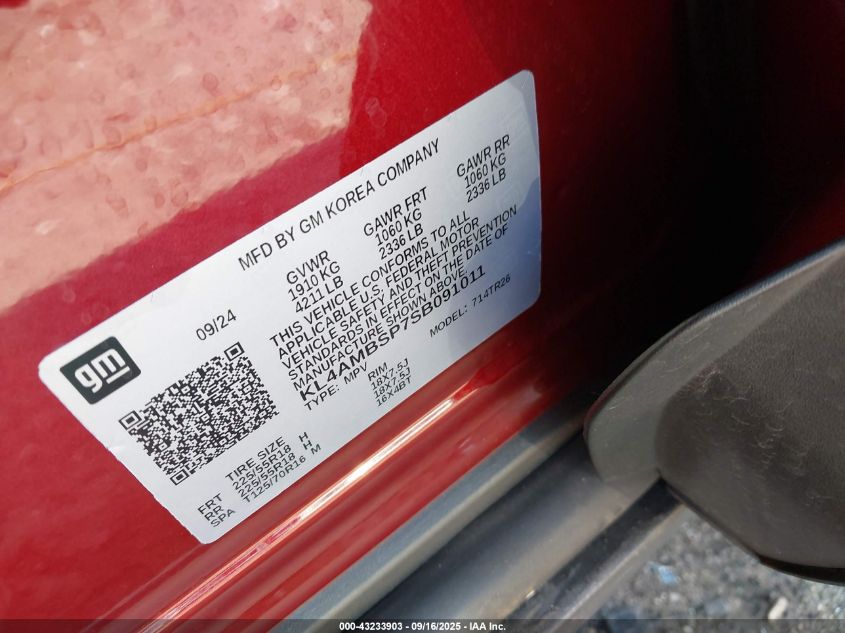 MFD BY GM KOREA COMPANY
09/24
GVWR
1910 KG
4211 LB
GAWR FRT
1060 KG
2336 LB
GAWR RR
1060 KG
2336 LB
THIS VEHICLE CONFORMS TO ALL
APPLICABLE U.S. FEDERAL MOTOR
VEHICLE SAFETY AND THEFT PREVENTION
STANDARDS IN EFFECT ON THE DATE OF
MANUFACTURE SHOWN ABOVE.
KL4AMBSP7SB091011
TYPE: MPV
MODEL: 714TR26
gm
TIRE SIZE RIM
FRT 225/55R18 H 18X7.5J
RR 225/55R18 H 18X7.5J
SPA T125/70R16 M 16X4BT
000-43233903 - 09/16/2025 - IAA Inc.